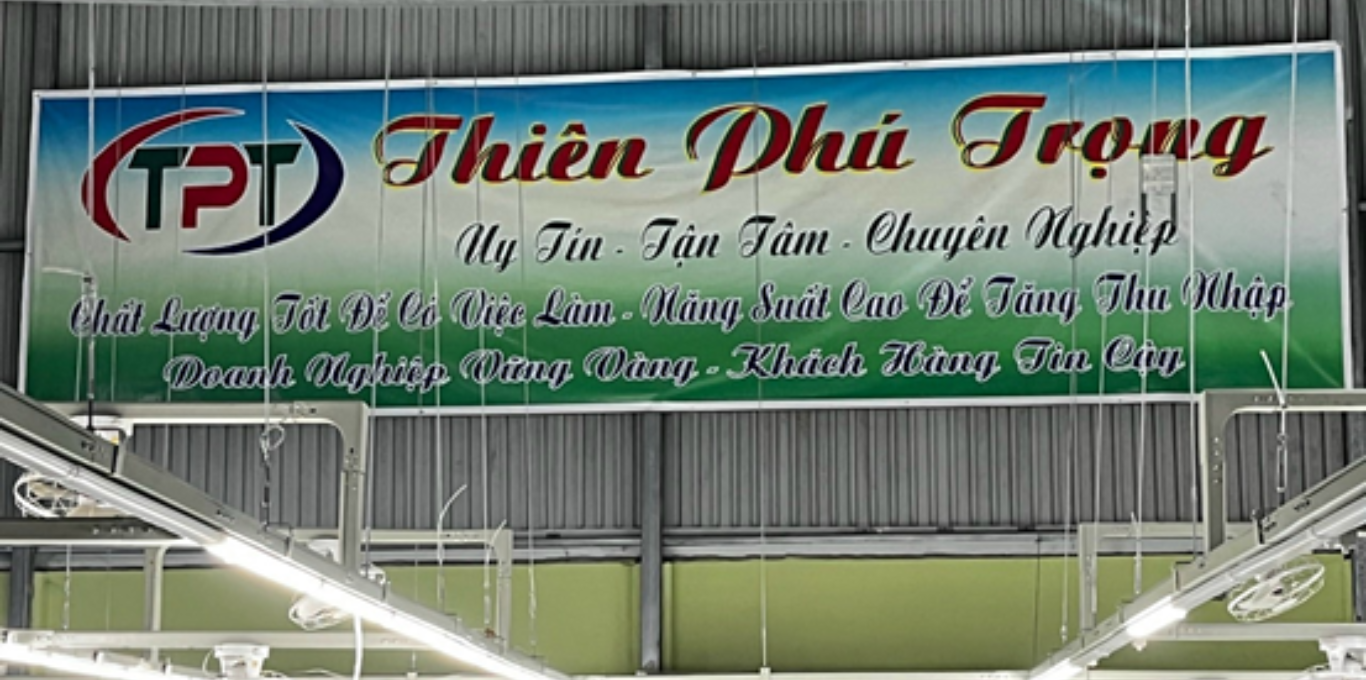 TPT
Thiên Phú Trọng
Uy Tín - Tận Tâm - Chuyên Nghiệp
Chất Lượng Tốt Để Có Việc Làm - Năng Suất Cao Để Tăng Thu Nhập
Doanh Nghiệp Vững Vàng - Khách Hàng Tin Cậy